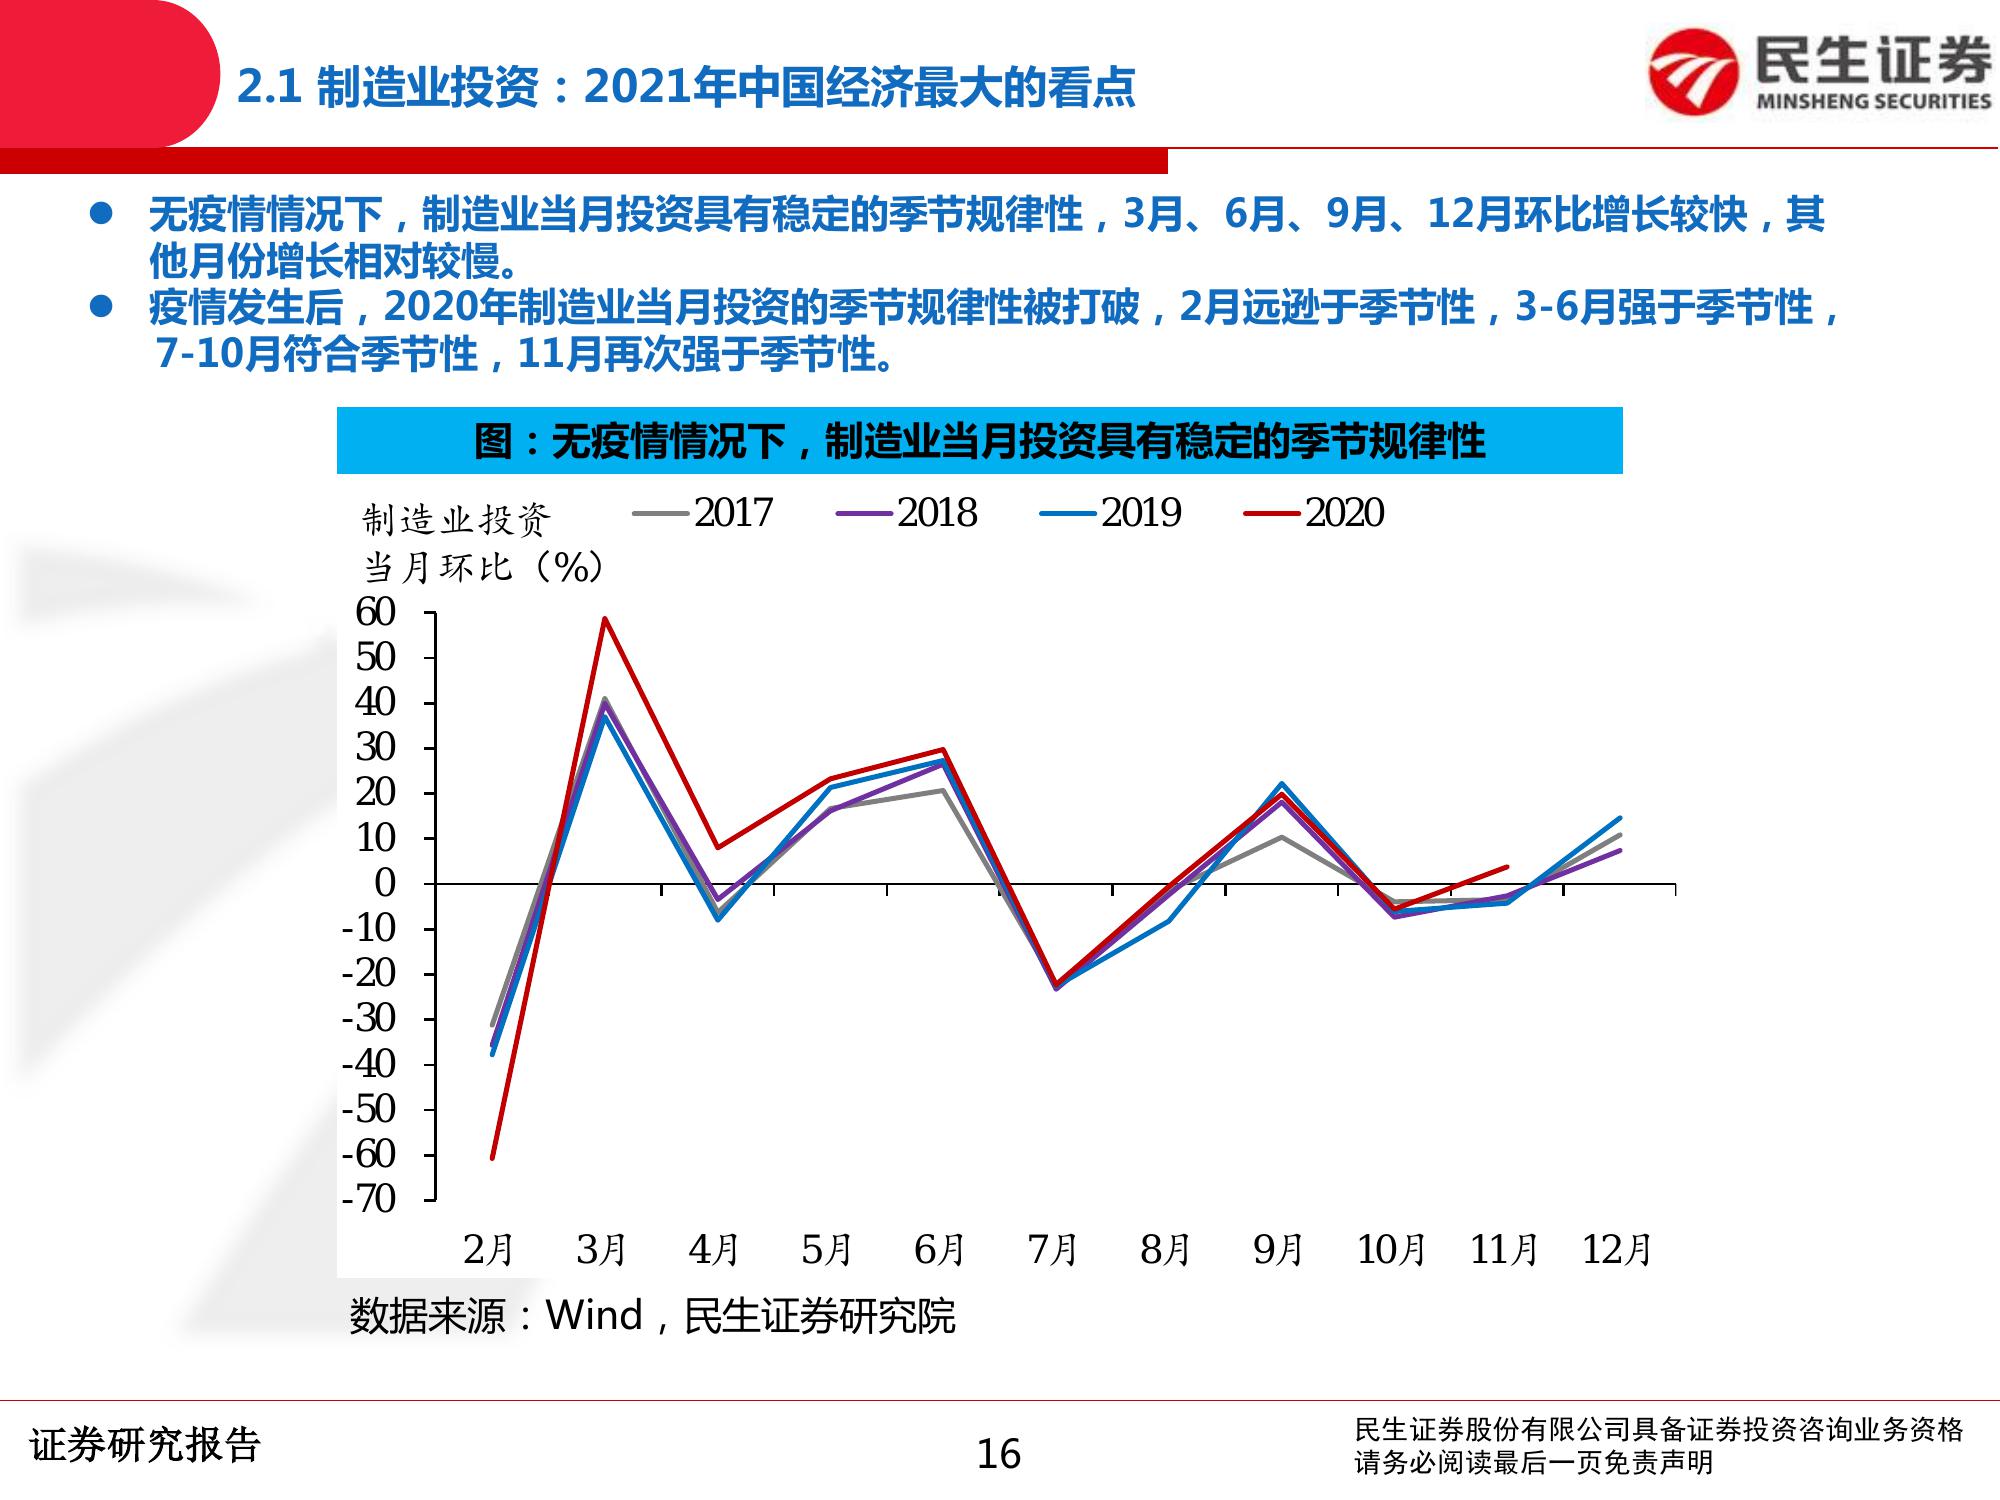 2.1 制造业投资：2021年中国经济最大的看点
民生证券
MINSHENG SECURITIES
● 无疫情情况下，制造业当月投资具有稳定的季节规律性，3月、6月、9月、12月环比增长较快，其
他月份增长相对较慢。
● 疫情发生后，2020年制造业当月投资的季节规律性被打破，2月远逊于季节性，3-6月强于季节性，
7-10月符合季节性，11月再次强于季节性。
图：无疫情情况下，制造业当月投资具有稳定的季节规律性
制造业投资
当月环比（%）
2017 2018 2019 2020
60
50
40
30
20
10
0
-10
-20
-30
-40
-50
-60
-70
2月 3月 4月 5月 6月 7月 8月 9月 10月 11月 12月
数据来源：Wind，民生证券研究院
证券研究报告
16
民生证券股份有限公司具备证券投资咨询业务资格
请务必阅读最后一页免责声明